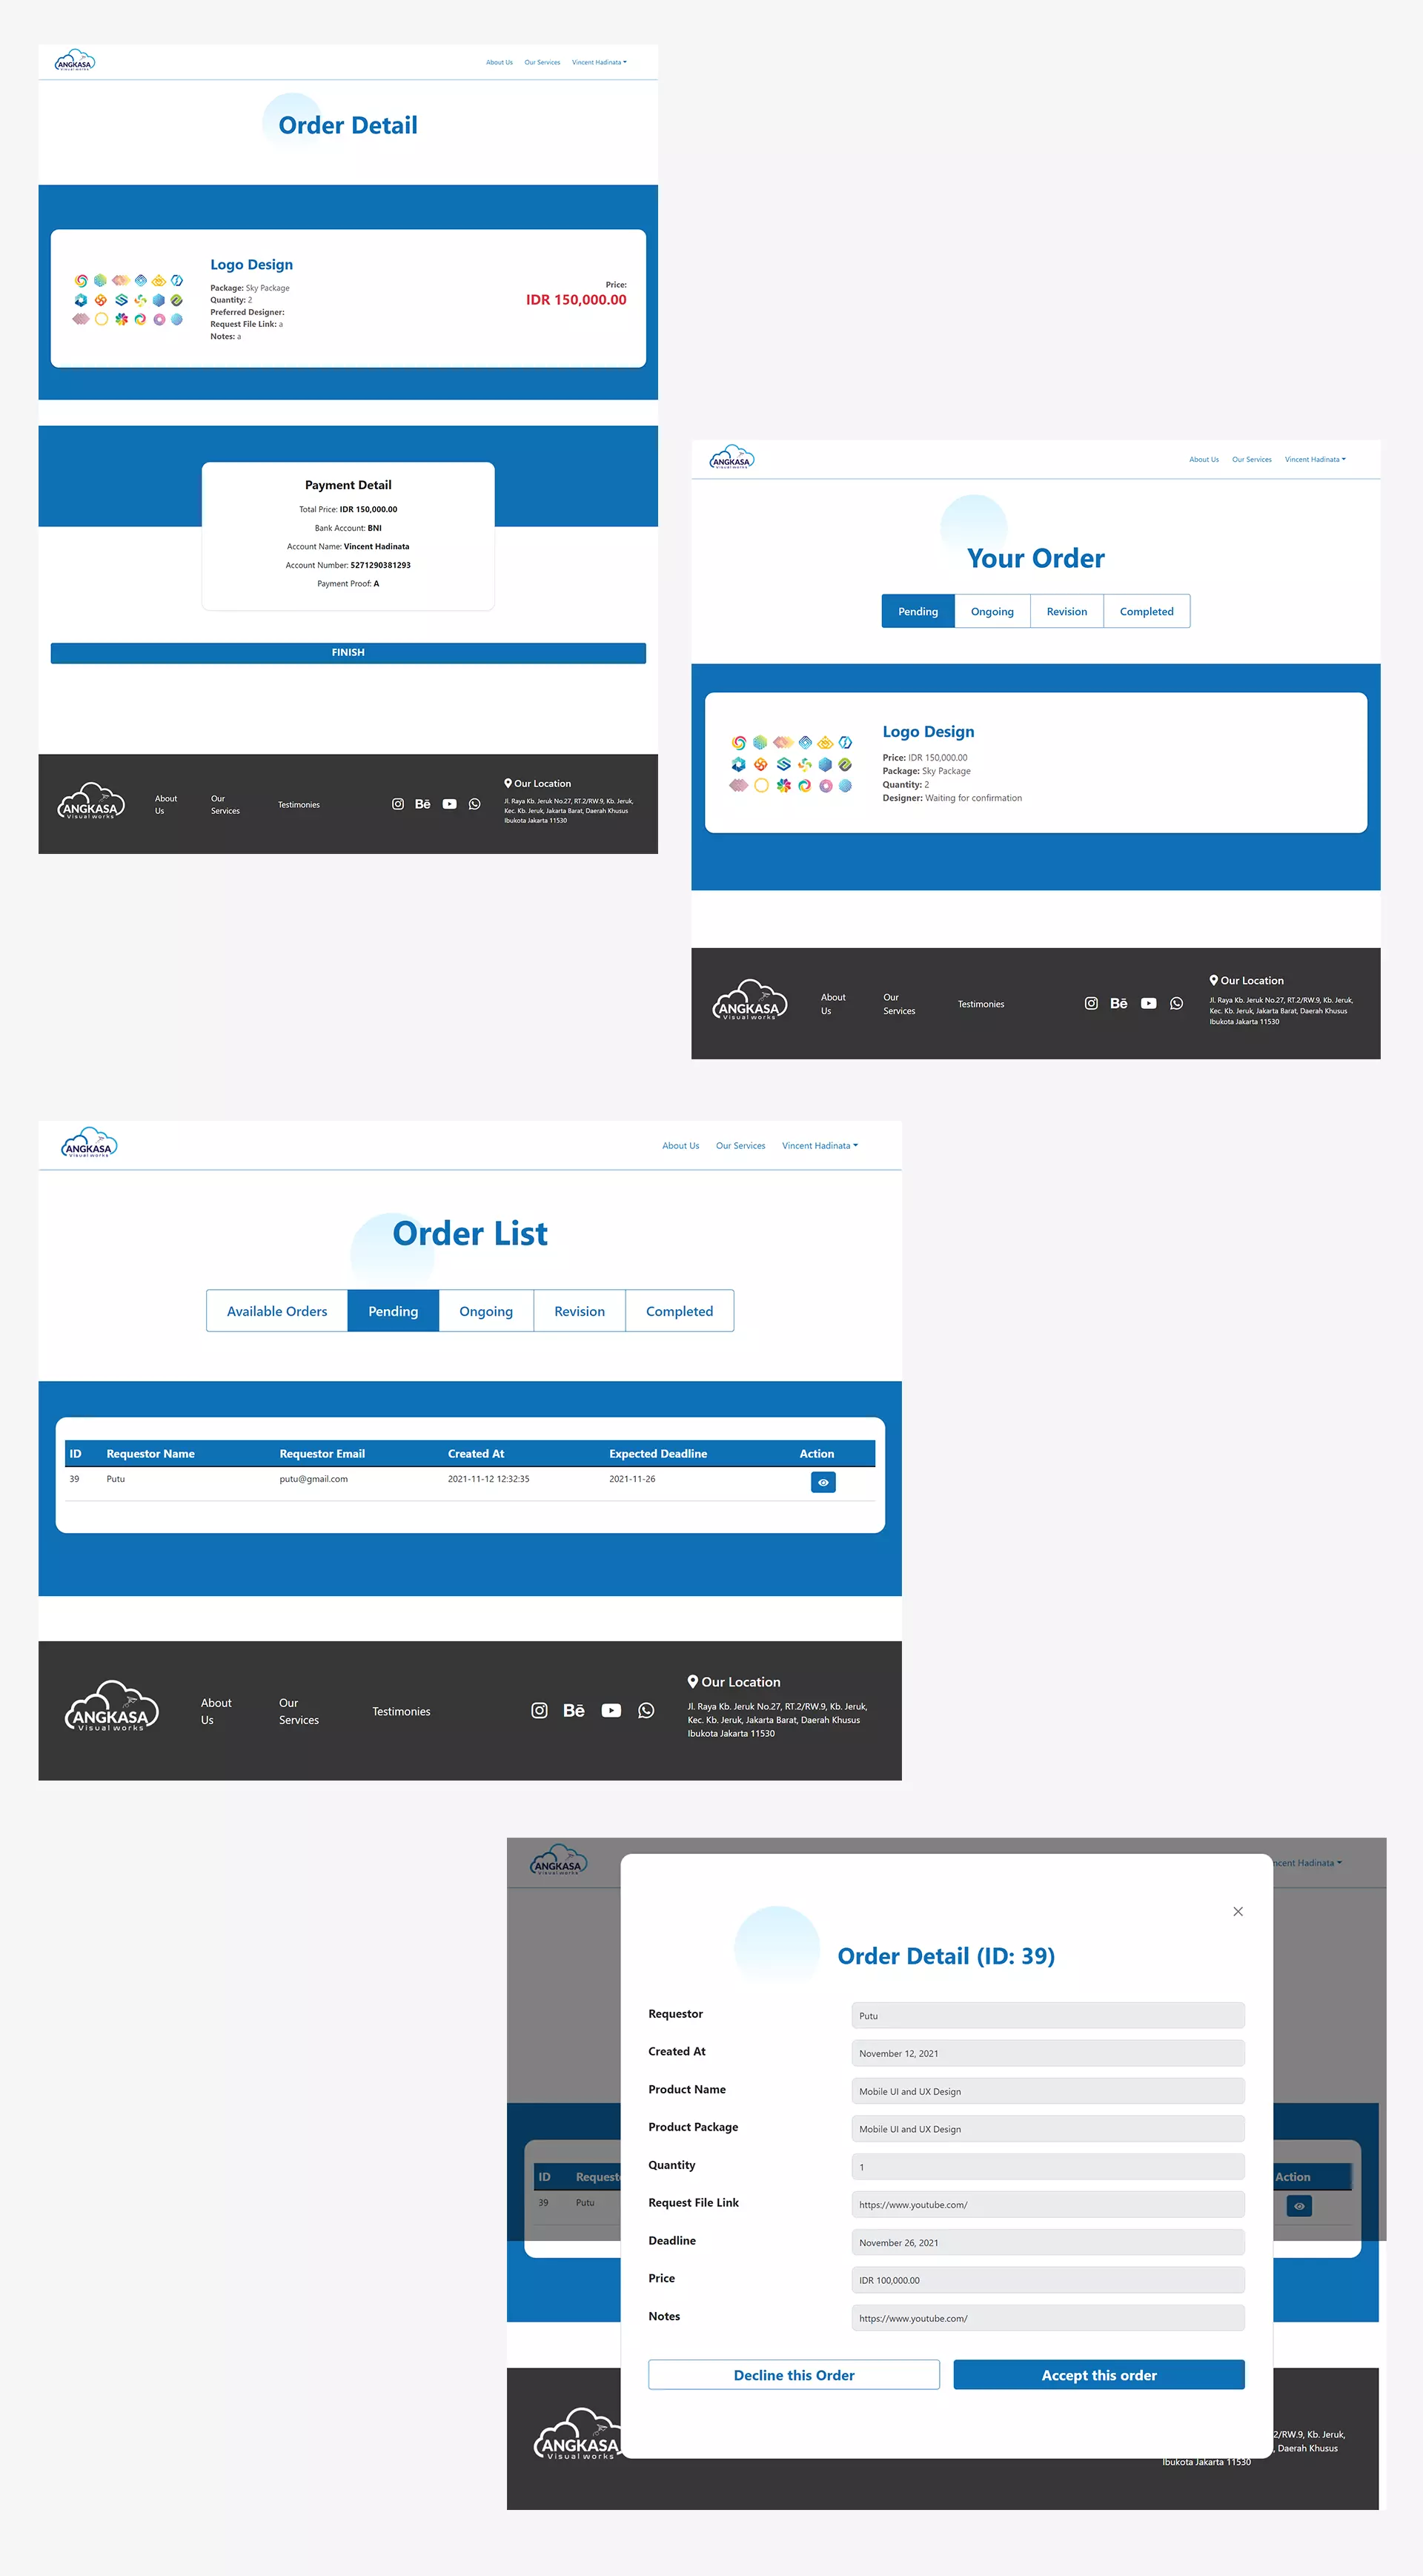 ANGKASA
Visual works
About Us Our Services Vincent Hadinata
Order Detail
Logo Design
Package: Sky Package
Quantity: 2
Preferred Designer:
Request File Link: a
Notes: a
Price:
IDR 150,000.00
Payment Detail
Total Price: IDR 150,000.00
Bank Account: BNI
Account Name: Vincent Hadinata
Account Number: 5271290381293
Payment Proof: A
FINISH
ANGKASA
Visual works
About
Us
Our
Services
Testimonies
Bē
Our Location
Jl. Raya Kb. Jeruk No.27, RT.2/RW.9, Kb. Jeruk,
Kec. Kb. Jeruk, Jakarta Barat, Daerah Khusus
Ibukota Jakarta 11530
ANGKASA
Visual works
About Us Our Services Vincent Hadinata
Your Order
Pending Ongoing Revision Completed
Logo Design
Price: IDR 150,000.00
Package: Sky Package
Quantity: 2
Designer: Waiting for confirmation
ANGKASA
Visual works
About
Us
Our
Services
Testimonies
Bē
Our Location
Jl. Raya Kb. Jeruk No.27, RT.2/RW.9, Kb. Jeruk,
Kec. Kb. Jeruk, Jakarta Barat, Daerah Khusus
Ibukota Jakarta 11530
ANGKASA
Visual works
About Us Our Services Vincent Hadinata
Order List
Available Orders Pending Ongoing Revision Completed
ID Requestor Name Requestor Email Created At Expected Deadline Action
39 Putu putu@gmail.com 2021-11-12 12:32:35 2021-11-26
ANGKASA
Visual works
About
Us
Our
Services
Testimonies
Bē
Our Location
Jl. Raya Kb. Jeruk No.27, RT.2/RW.9, Kb. Jeruk,
Kec. Kb. Jeruk, Jakarta Barat, Daerah Khusus
Ibukota Jakarta 11530
ANGKASA
Visual works
ncent Hadinata
Order Detail (ID: 39)
Requestor Putu
Created At November 12, 2021
Product Name Mobile UI and UX Design
Product Package Mobile UI and UX Design
Quantity 1
Request File Link https://www.youtube.com/
Deadline November 26, 2021
Price IDR 100,000.00
Notes https://www.youtube.com/
Decline this Order Accept this order
ID Request Action
39 Putu
ANGKASA
Visual works
2/RW.9, Kb. Jeruk,
, Daerah Khusus
Ibukota Jakarta 11530